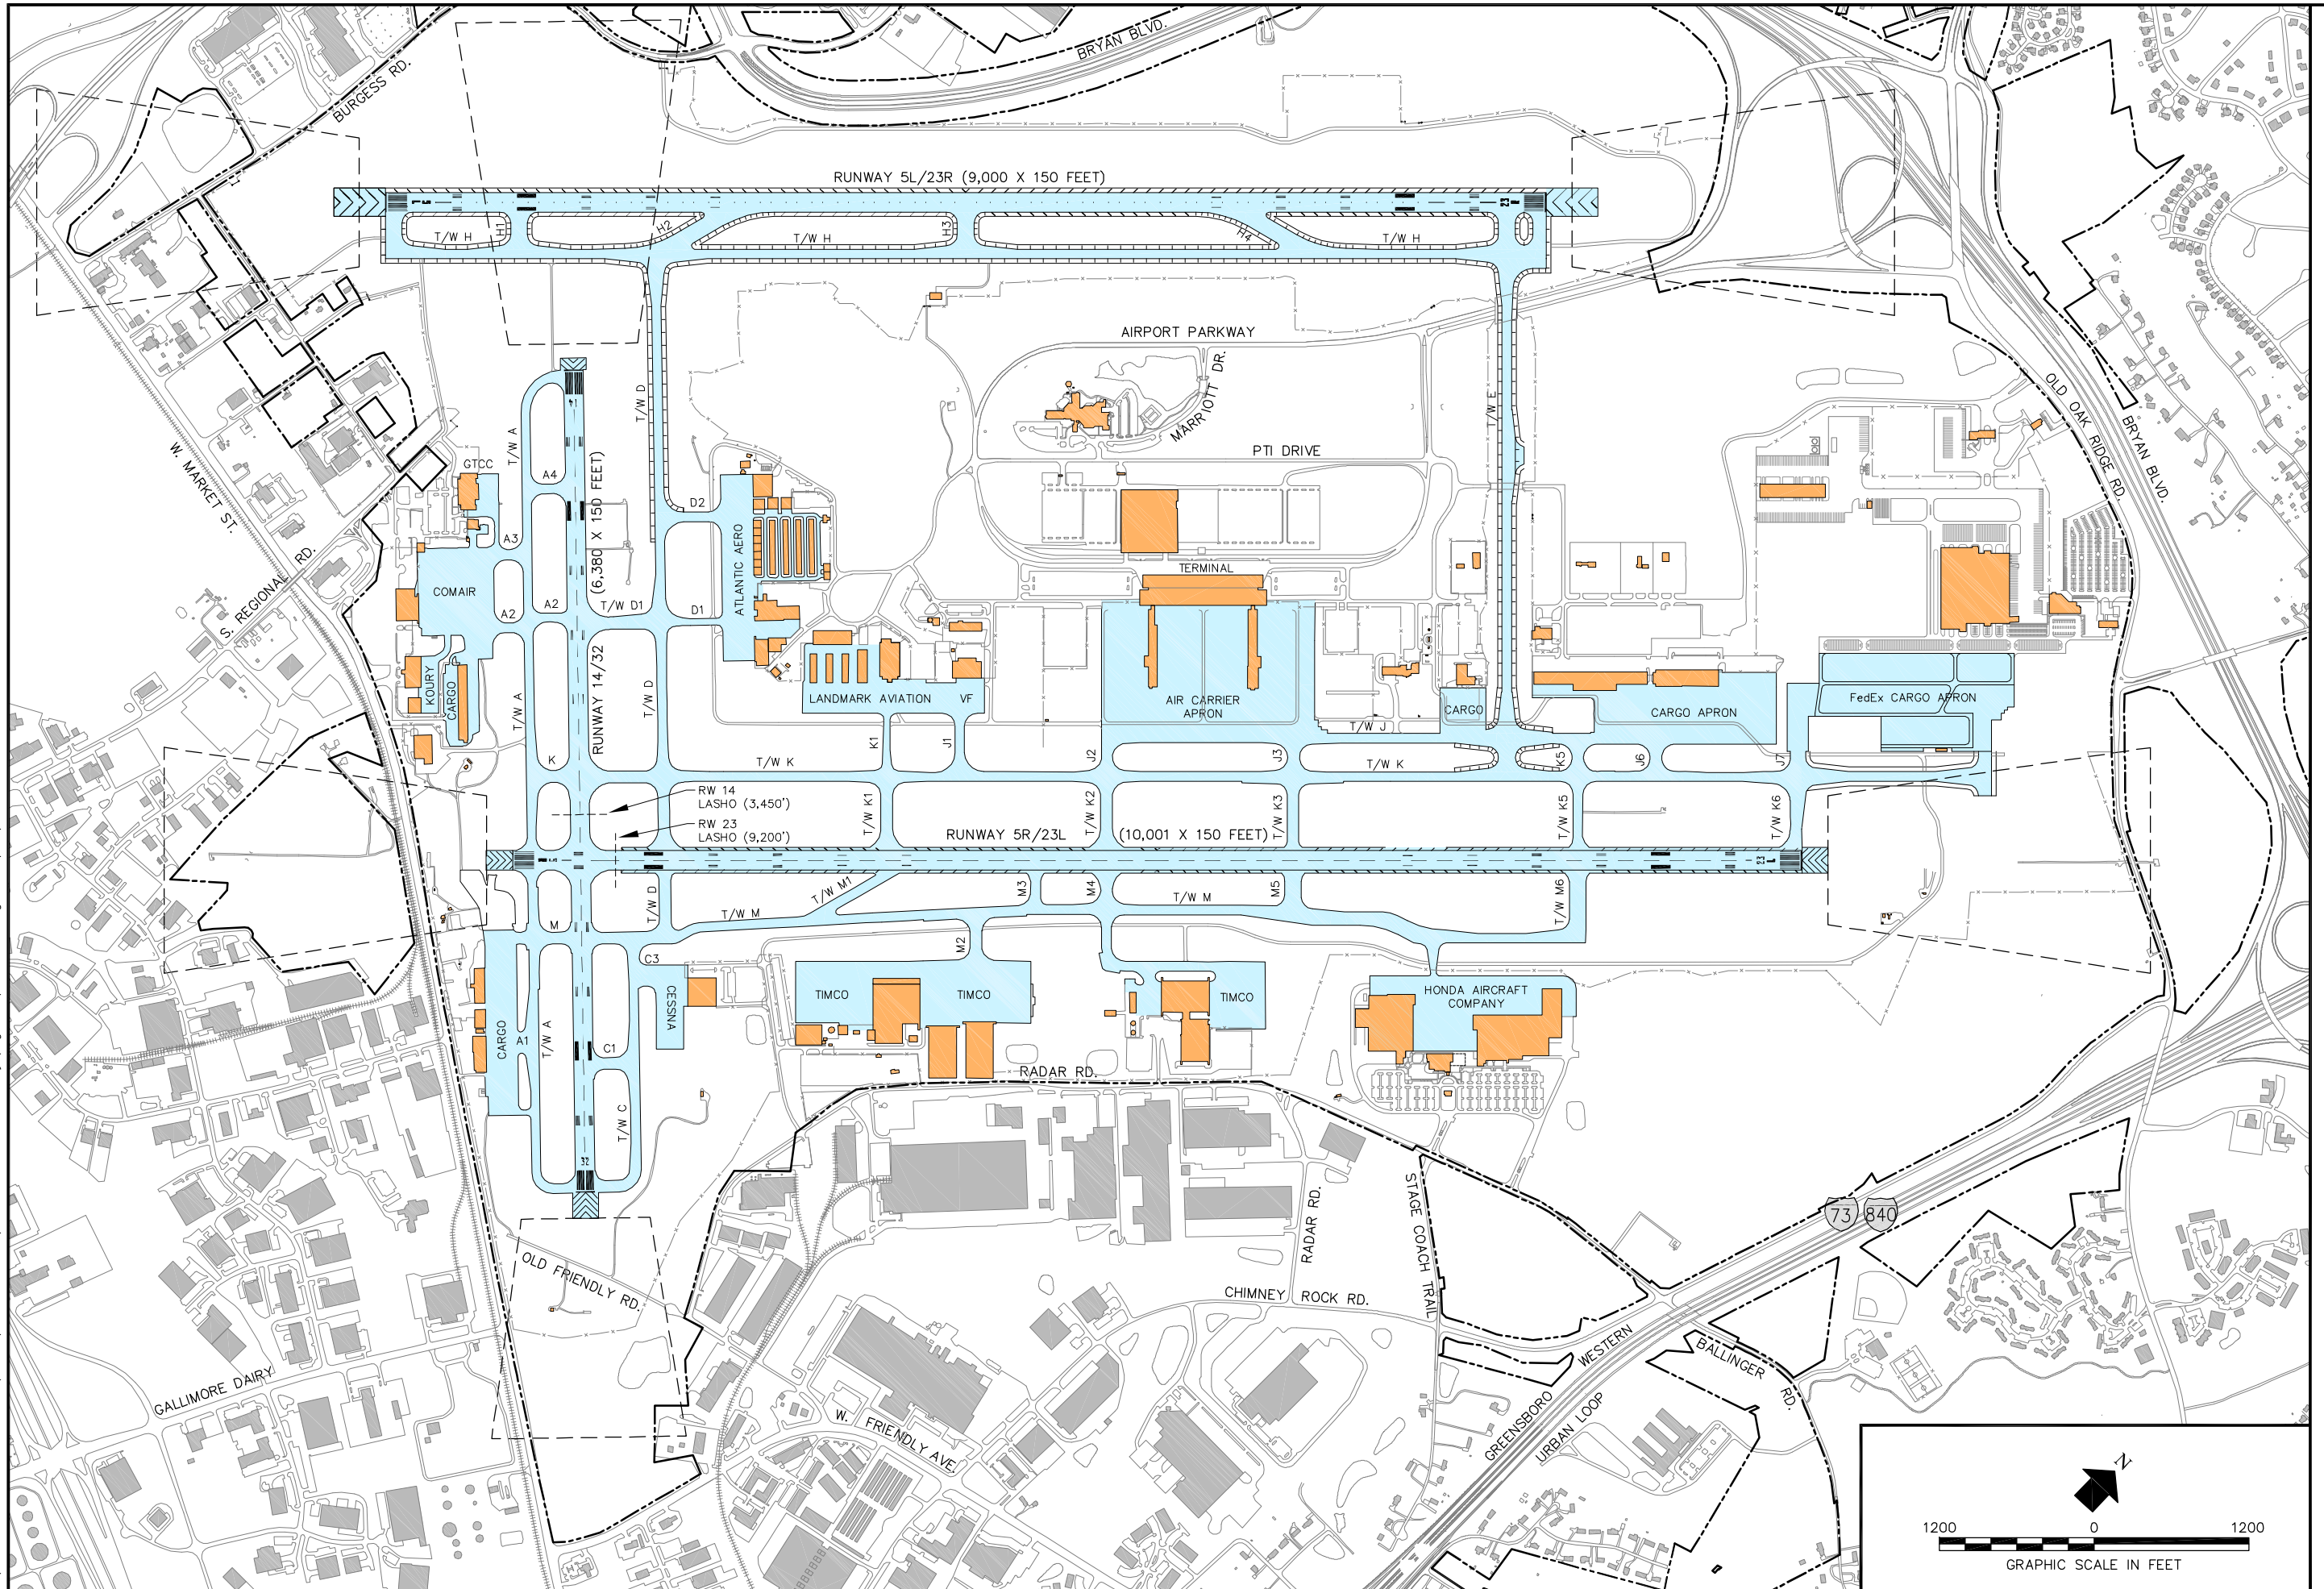 BRYAN BLVD.
BURGESS RD.
RUNWAY 5L/23R (9,000 X 150 FEET)
23
R
T/W H
H1
H2
T/W H
H3
H4
T/W H
AIRPORT PARKWAY
MARRIOTT DR.
PTI DRIVE
T/W D
T/W E
T/W A
14
A4
GTCC
W. MARKET ST.
S. REGIONAL RD.
OLD OAK RIDGE RD.
BRYAN BLVD.
(6,380 X 150 FEET)
RUNWAY 14/32
D2
A3
COMAIR
A2
A2
T/W D1
D1
ATLANTIC AERO
TERMINAL
KOURY
CARGO
T/W A
T/W D
LANDMARK AVIATION
VF
AIR CARRIER
APRON
CARGO
CARGO APRON
FedEx CARGO APRON
T/W J
K
T/W K
K1
J1
J2
J3
T/W K
K5
J6
J7
RW 14
LASHO (3,450')
RW 23
LASHO (9,200')
T/W K1
T/W K2
T/W K3
T/W K5
T/W K6
RUNWAY 5R/23L
(10,001 X 150 FEET)
23
L
M
T/W D
T/W M
T/W M1
M3
M4
T/W M
M5
T/W M6
M2
C3
CESSNA
TIMCO
TIMCO
TIMCO
HONDA AIRCRAFT
COMPANY
CARGO
A1
T/W A
C1
T/W C
32
RADAR RD.
RADAR RD.
STAGE COACH TRAIL
OLD FRIENDLY RD.
CHIMNEY ROCK RD.
73
840
GALLIMORE DAIRY
W. FRIENDLY AVE.
GREENSBORO WESTERN
URBAN LOOP
BALLINGER RD.
N
1200
0
1200
GRAPHIC SCALE IN FEET